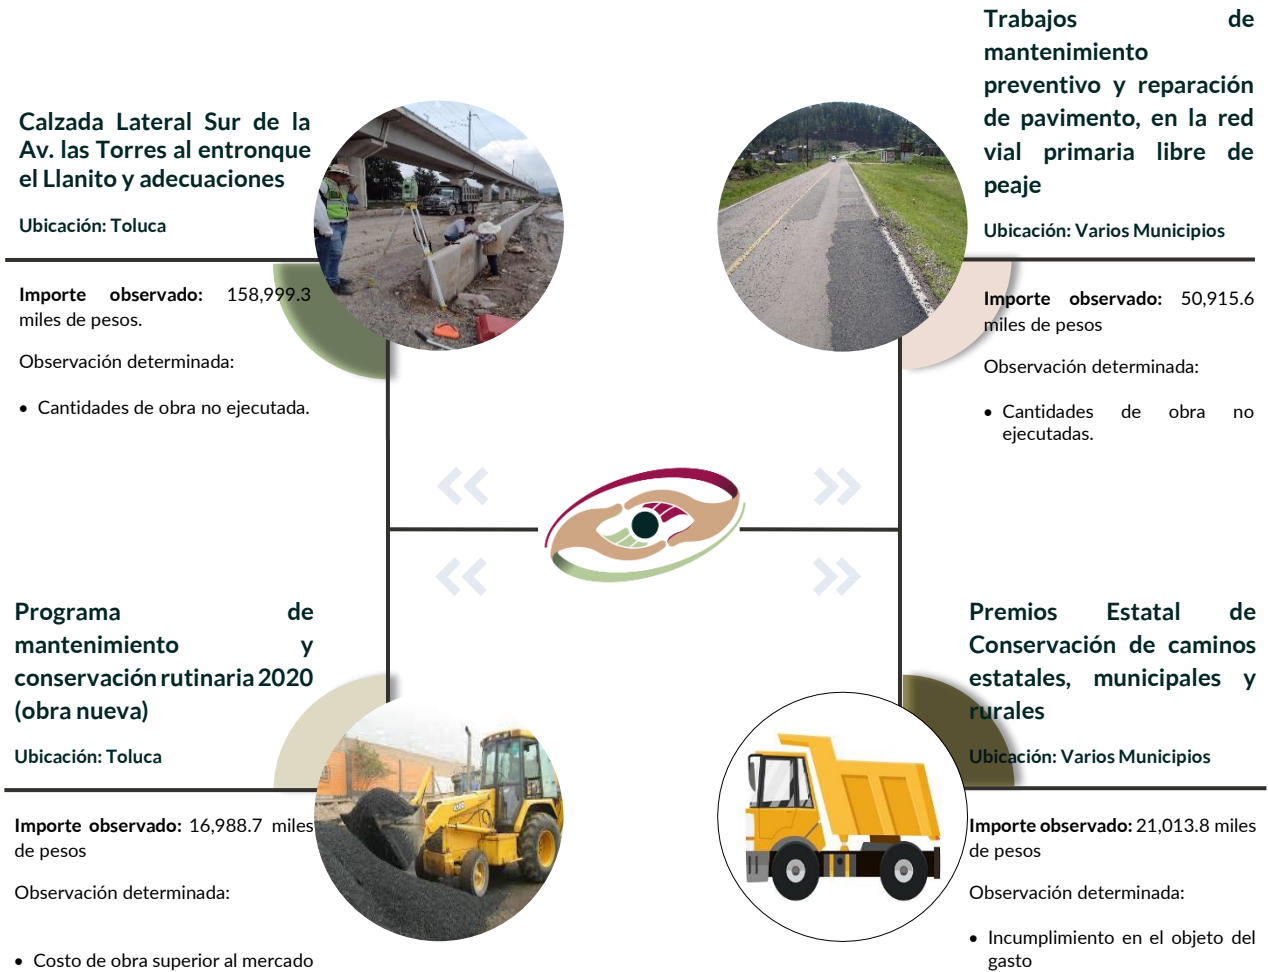 Calzada Lateral Sur de la
Av. las Torres al entronque
el Llanito y adecuaciones
Ubicación: Toluca
Importe observado: 158,999.3
miles de pesos.
Observación determinada:
• Cantidades de obra no ejecutada.
Trabajos de
mantenimiento
preventivo y reparación
de pavimento, en la red
vial primaria libre de
peaje
Ubicación: Varios Municipios
Importe observado: 50,915.6
miles de pesos
Observación determinada:
• Cantidades de obra no
ejecutadas.
Programa de
mantenimiento y
conservación rutinaria 2020
(obra nueva)
Ubicación: Toluca
Importe observado: 16,988.7 miles
de pesos
Observación determinada:
• Costo de obra superior al mercado
Premios Estatal de
Conservación de caminos
estatales, municipales y
rurales
Ubicación: Varios Municipios
Importe observado: 21,013.8 miles
de pesos
Observación determinada:
• Incumplimiento en el objeto del
gasto